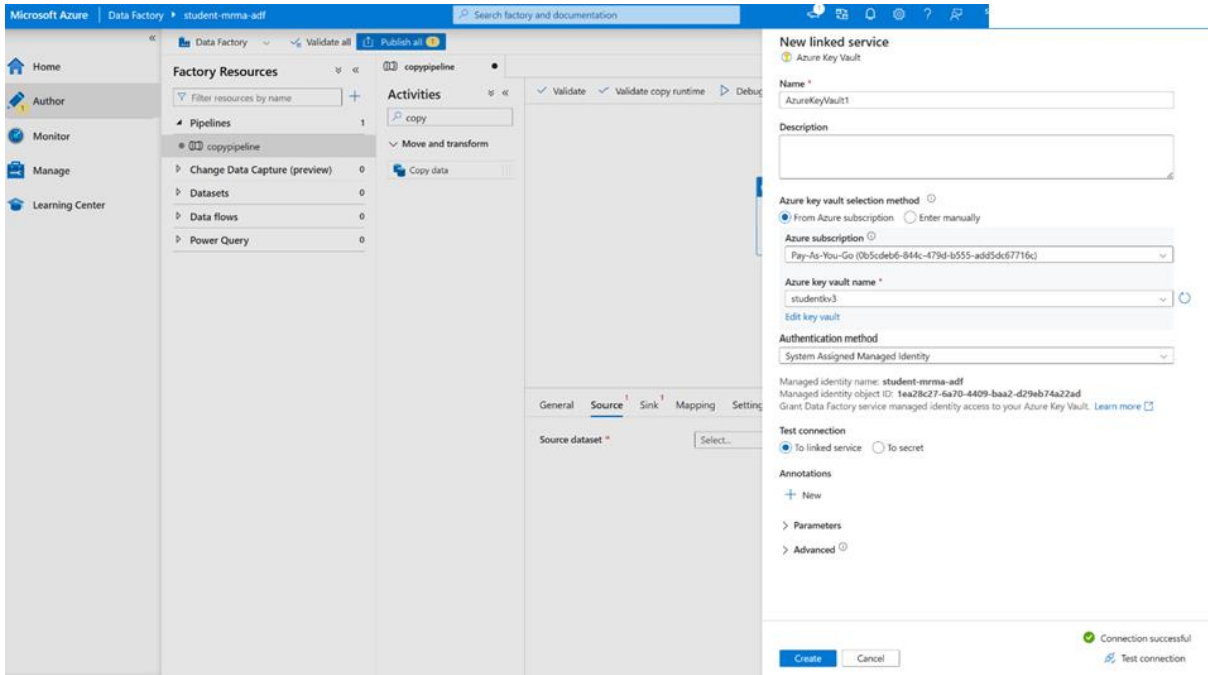 Microsoft Azure | Data Factory ▸ student-mrma-adf
Search factory and documentation
1
Home
Author
Monitor
Manage
Learning Center
Data Factory
Validate all
Publish all 1
Factory Resources
Filter resources by name
Pipelines 1
copypipeline
Change Data Capture (preview) 0
Datasets 0
Data flows 0
Power Query 0
copypipeline
Activities
copy
Move and transform
Copy data
Validate Validate copy runtime Debug
General Source 1 Sink 1 Mapping Setting
Source dataset * Select...
New linked service
Azure Key Vault
Name *
AzureKeyVault1
Description
Azure key vault selection method
From Azure subscription Enter manually
Azure subscription
Pay-As-You-Go (0b5cdeb6-844c-479d-b555-add5dc67716c)
Azure key vault name *
studentkv3
Edit key vault
Authentication method
System Assigned Managed Identity
Managed identity name: student-mrma-adf
Managed identity object ID: 1ea28c27-6a70-4409-baa2-d29eb74a22ad
Grant Data Factory service managed identity access to your Azure Key Vault. Learn more
Test connection
To linked service To secret
Annotations
+ New
Parameters
Advanced
Connection successful
Create Cancel Test connection